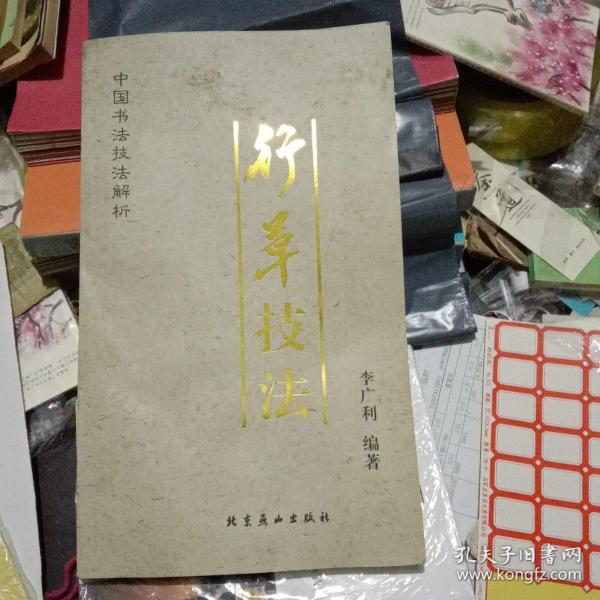 中国书法技法解析
行草技法
李广利 编著
北京燕山出版社
孔夫子旧书网
www.kongfz.com